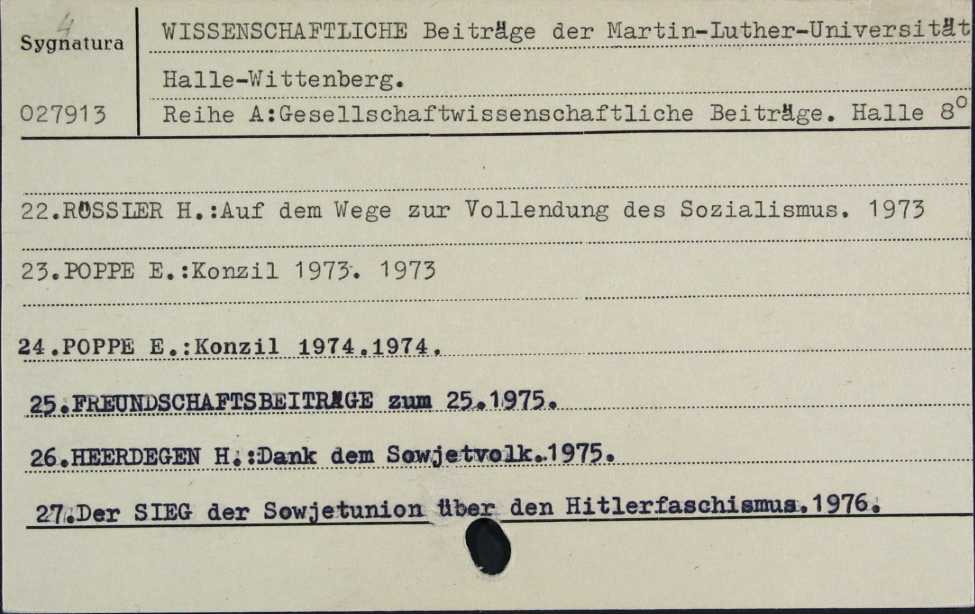 4
Sygnatura
027913
WISSENSCHAFTLICHE Beiträge der Martin-Luther-Universität
Halle-Wittenberg.
Reihe A:Gesellschaftwissenschaftliche Beiträge. Halle 8°
22.RÖSSLER H.:Auf dem Wege zur Vollendung des Sozialismus. 1973
23.POPPE E.:Konzil 1973. 1973
24.POPPE E.:Konzil 1974.1974.
25.FREUNDSCHAFTSBEITRÄGE zum 25.1975.
26.HEERDEGEN H.:Dank dem Sowjetvolk.1975.
27.Der SIEG der Sowjetunion über den Hitlerfaschismus.1976.